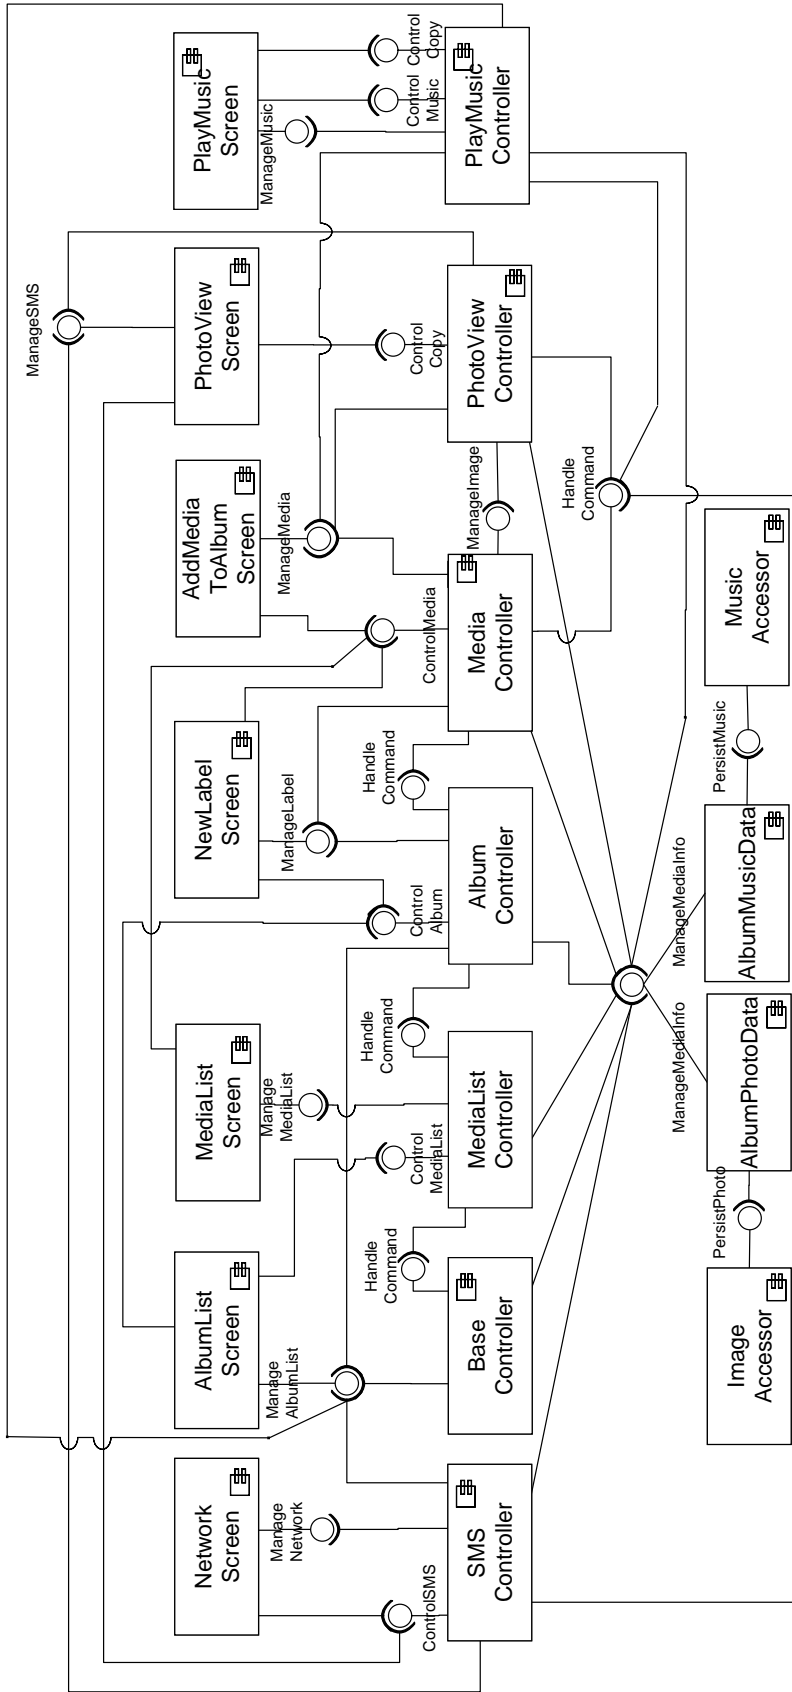 Network
Screen
AlbumList
Screen
MediaList
Screen
NewLabel
Screen
AddMedia
ToAlbum
Screen
PhotoView
Screen
PlayMusic
Screen
ManageSMS
Manage
Network
Manage
AlbumList
Manage
MediaList
ManageLabel
ManageMedia
ManageMusic
ControlSMS
Control
MediaList
Control
Album
ControlMedia
Control
Copy
Control
Music
Control
Copy
Handle
Command
Handle
Command
Handle
Command
ManageImage
SMS
Controller
Base
Controller
MediaList
Controller
Album
Controller
Media
Controller
PhotoView
Controller
PlayMusic
Controller
Handle
Command
ManageMediaInfo
ManageMediaInfo
PersistPhoto
PersistMusic
Image
Accessor
AlbumPhotoData
AlbumMusicData
Music
Accessor